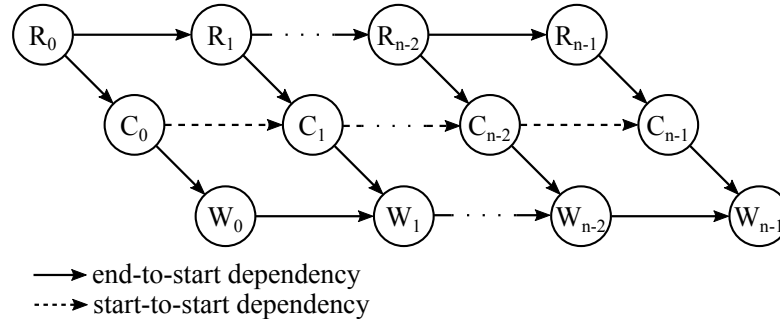 R₀ R₁ · · · Rₙ₋₂ Rₙ₋₁
C₀ C₁ · · · Cₙ₋₂ Cₙ₋₁
W₀ W₁ · · · Wₙ₋₂ Wₙ₋₁
end-to-start dependency
start-to-start dependency